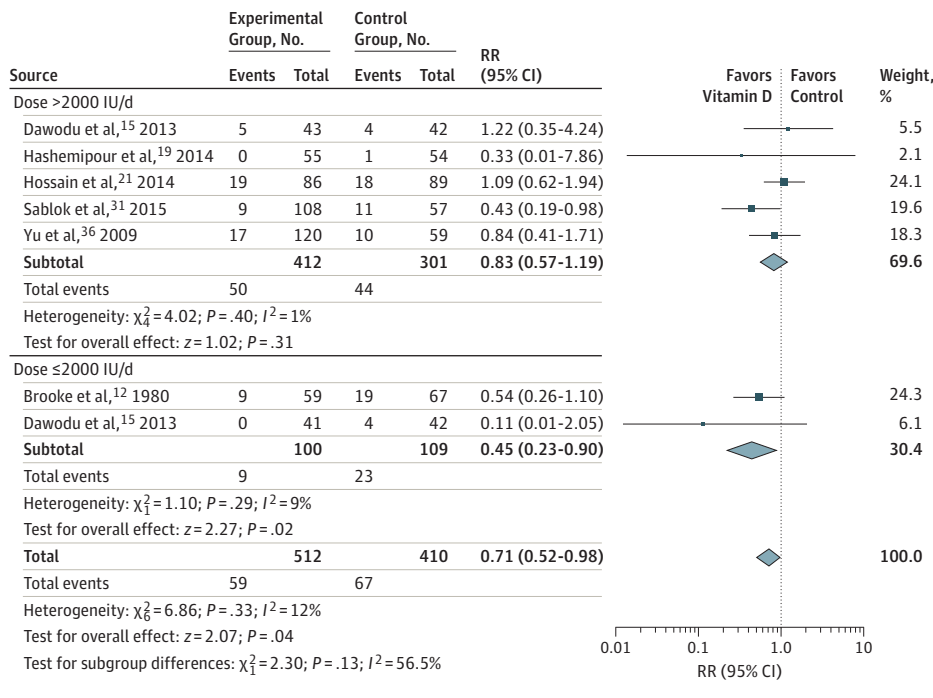 Experimental Group, No. Control Group, No.
Source Events Total Events Total RR (95% CI) Favors Vitamin D Favors Control Weight, %
Dose >2000 IU/d
Dawodu et al,15 2013 5 43 4 42 1.22 (0.35-4.24) 5.5
Hashemipour et al,19 2014 0 55 1 54 0.33 (0.01-7.86) 2.1
Hossain et al,21 2014 19 86 18 89 1.09 (0.62-1.94) 24.1
Sablok et al,31 2015 9 108 11 57 0.43 (0.19-0.98) 19.6
Yu et al,36 2009 17 120 10 59 0.84 (0.41-1.71) 18.3
Subtotal 412 301 0.83 (0.57-1.19) 69.6
Total events 50 44
Heterogeneity: χ²₄=4.02; P=.40; I²=1%
Test for overall effect: z=1.02; P=.31
Dose ≤2000 IU/d
Brooke et al,12 1980 9 59 19 67 0.54 (0.26-1.10) 24.3
Dawodu et al,15 2013 0 41 4 42 0.11 (0.01-2.05) 6.1
Subtotal 100 109 0.45 (0.23-0.90) 30.4
Total events 9 23
Heterogeneity: χ²₁=1.10; P=.29; I²=9%
Test for overall effect: z=2.27; P=.02
Total 512 410 0.71 (0.52-0.98) 100.0
Total events 59 67
Heterogeneity: χ²₆=6.86; P=.33; I²=12%
Test for overall effect: z=2.07; P=.04
Test for subgroup differences: χ²₁=2.30; P=.13; I²=56.5%
0.01 0.1 1.0 10
RR (95% CI)